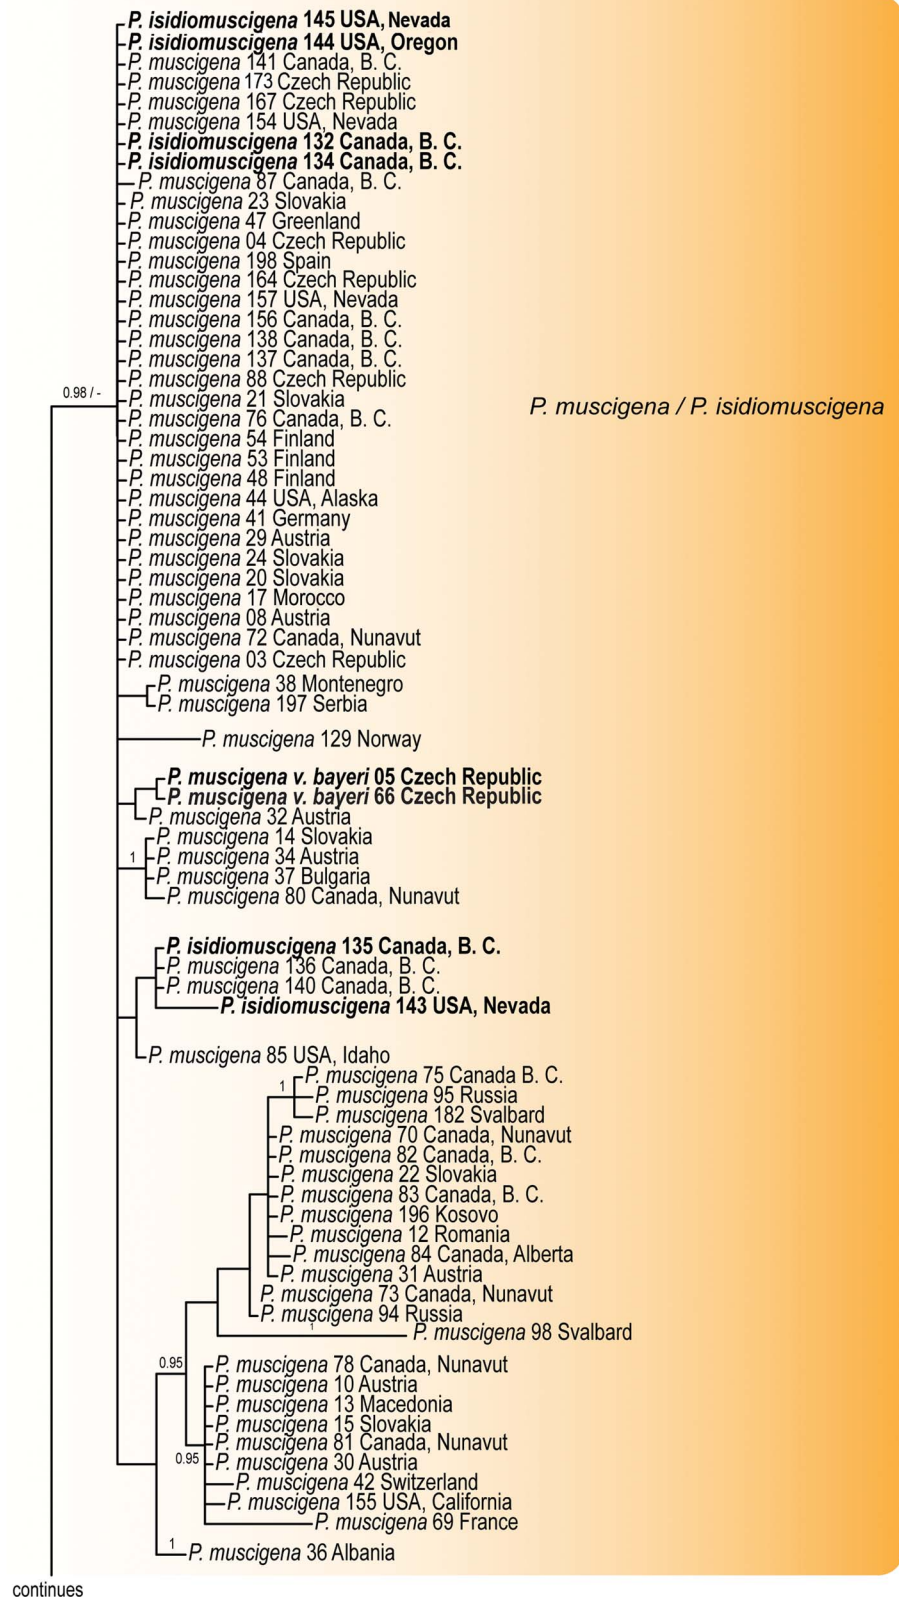 P. isidiomuscigena 145 USA, Nevada
P. isidiomuscigena 144 USA, Oregon
P. muscigena 141 Canada, B. C.
P. muscigena 173 Czech Republic
P. muscigena 167 Czech Republic
P. muscigena 154 USA, Nevada
P. isidiomuscigena 132 Canada, B. C.
P. isidiomuscigena 134 Canada, B. C.
P. muscigena 87 Canada, B. C.
P. muscigena 23 Slovakia
P. muscigena 47 Greenland
P. muscigena 04 Czech Republic
P. muscigena 198 Spain
P. muscigena 164 Czech Republic
P. muscigena 157 USA, Nevada
P. muscigena 156 Canada, B. C.
P. muscigena 138 Canada, B. C.
P. muscigena 137 Canada, B. C.
P. muscigena 88 Czech Republic
0.98 / -
P. muscigena 21 Slovakia
P. muscigena / P. isidiomuscigena
P. muscigena 76 Canada, B. C.
P. muscigena 54 Finland
P. muscigena 53 Finland
P. muscigena 48 Finland
P. muscigena 44 USA, Alaska
P. muscigena 41 Germany
P. muscigena 29 Austria
P. muscigena 24 Slovakia
P. muscigena 20 Slovakia
P. muscigena 17 Morocco
P. muscigena 08 Austria
P. muscigena 72 Canada, Nunavut
P. muscigena 03 Czech Republic
P. muscigena 38 Montenegro
P. muscigena 197 Serbia
P. muscigena 129 Norway
P. muscigena v. bayeri 05 Czech Republic
P. muscigena v. bayeri 66 Czech Republic
P. muscigena 32 Austria
P. muscigena 14 Slovakia
1
P. muscigena 34 Austria
P. muscigena 37 Bulgaria
P. muscigena 80 Canada, Nunavut
P. isidiomuscigena 135 Canada, B. C.
P. muscigena 136 Canada, B. C.
P. muscigena 140 Canada, B. C.
P. isidiomuscigena 143 USA, Nevada
P. muscigena 85 USA, Idaho
P. muscigena 75 Canada B. C.
1
P. muscigena 95 Russia
P. muscigena 182 Svalbard
P. muscigena 70 Canada, Nunavut
P. muscigena 82 Canada, B. C.
P. muscigena 22 Slovakia
P. muscigena 83 Canada, B. C.
P. muscigena 196 Kosovo
P. muscigena 12 Romania
P. muscigena 84 Canada, Alberta
P. muscigena 31 Austria
P. muscigena 73 Canada, Nunavut
P. muscigena 94 Russia
1
P. muscigena 98 Svalbard
0.95
P. muscigena 78 Canada, Nunavut
P. muscigena 10 Austria
P. muscigena 13 Macedonia
P. muscigena 15 Slovakia
P. muscigena 81 Canada, Nunavut
0.95
P. muscigena 30 Austria
P. muscigena 42 Switzerland
P. muscigena 155 USA, California
P. muscigena 69 France
1
P. muscigena 36 Albania
continues